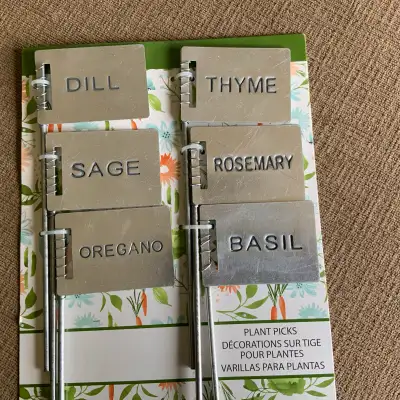 DILL
THYME
SAGE
ROSEMARY
OREGANO
BASIL
PLANT PICKS
DÉCORATIONS SUR TIGE
POUR PLANTES
VARILLAS PARA PLANTAS